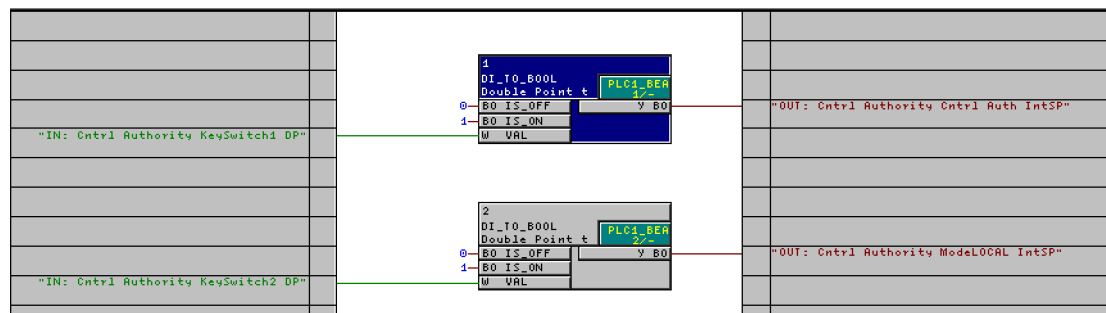 1
DI_TO_BOOL
Double Point t
PLC1_BEA
1/-
0
BO IS_OFF
Y BO
"OUT: Cntrl Authority Cntrl Auth IntSP"
1
BO IS_ON
"IN: Cntrl Authority KeySwitch1 DP"
W VAL
2
DI_TO_BOOL
Double Point t
PLC1_BEA
2/-
0
BO IS_OFF
Y BO
"OUT: Cntrl Authority ModeLOCAL IntSP"
1
BO IS_ON
"IN: Cntrl Authority KeySwitch2 DP"
W VAL